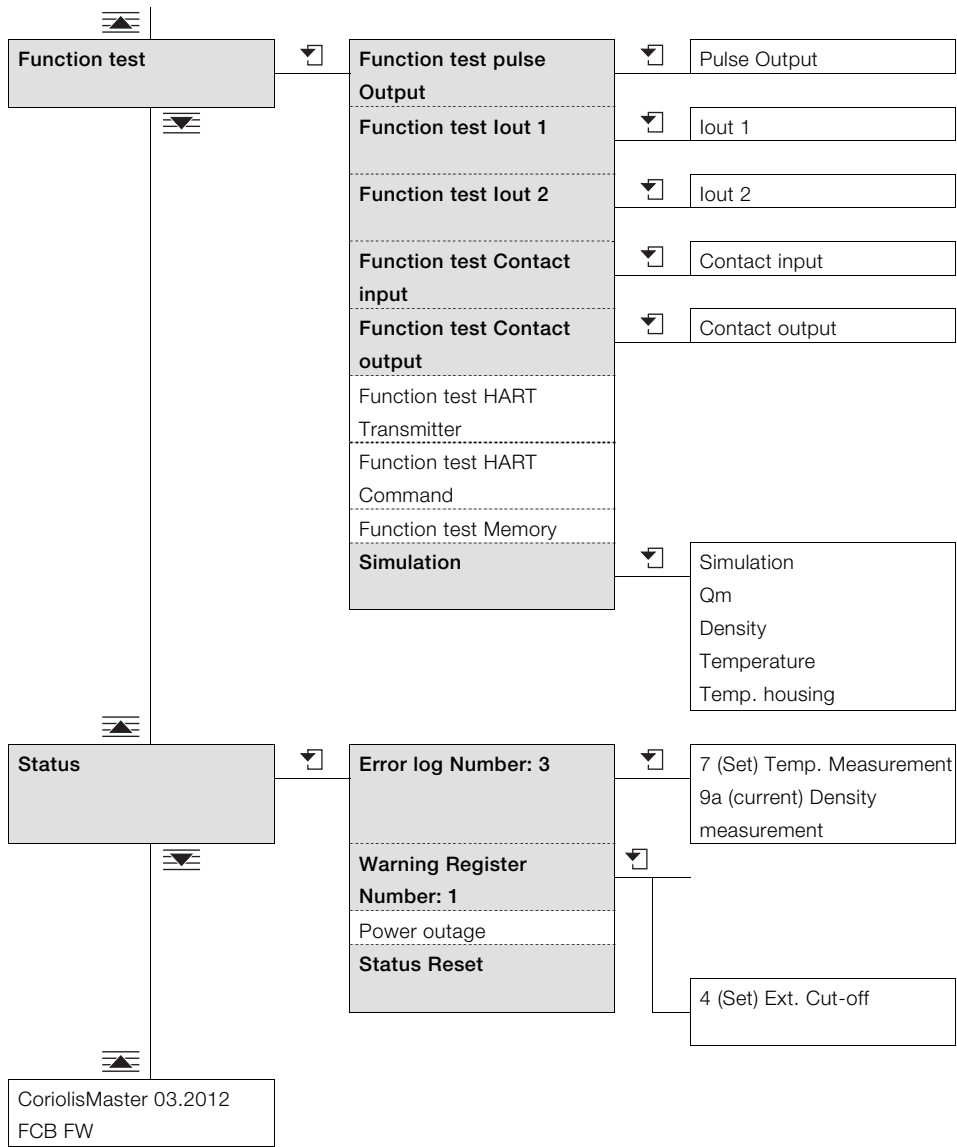 Function test
Function test pulse
Output
Pulse Output
Function test Iout 1
Iout 1
Function test Iout 2
Iout 2
Function test Contact
input
Contact input
Function test Contact
output
Contact output
Function test HART
Transmitter
Function test HART
Command
Function test Memory
Simulation
Simulation
Qm
Density
Temperature
Temp. housing
Status
Error log Number: 3
7 (Set) Temp. Measurement
9a (current) Density
measurement
Warning Register
Number: 1
Power outage
Status Reset
4 (Set) Ext. Cut-off
CoriolisMaster 03.2012
FCB FW